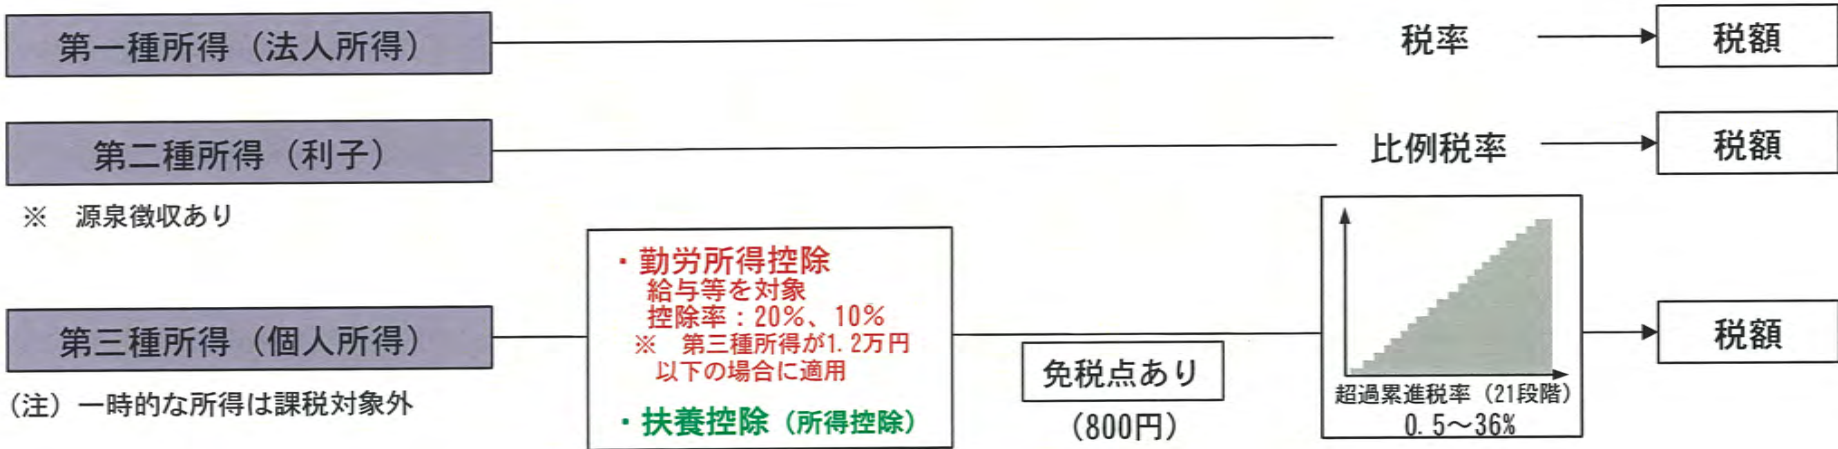 第一種所得（法人所得）
税率
税額
第二種所得（利子）
比例税率
税額
※　源泉徴収あり
第三種所得（個人所得）
（注）一時的な所得は課税対象外
・勤労所得控除
給与等を対象
控除率：20%、10%
※　第三種所得が1.2万円
以下の場合に適用
・扶養控除（所得控除）
免税点あり
（800円）
超過累進税率（21段階）
0.5～36%
税額